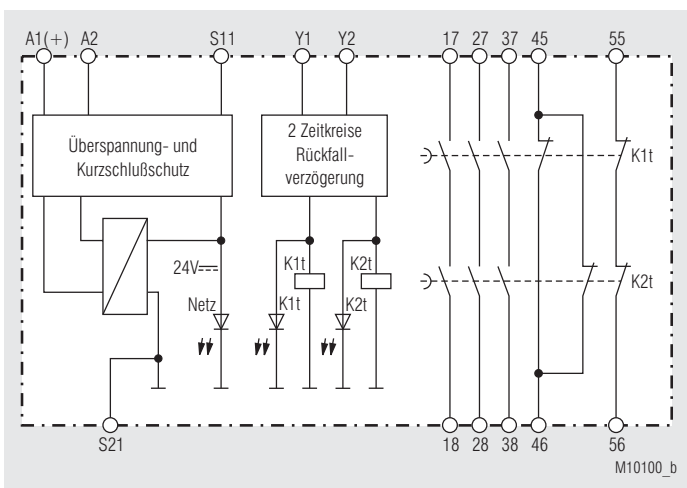 A1(+) A2 S11 Y1 Y2 17 27 37 45 55
Überspannung- und
Kurzschlußschutz
2 Zeitkreise
Rückfall-
verzögerung
K1t
24V
K1t K2t
K2t
Netz K1t K2t
S21 18 28 38 46 56
M10100_b